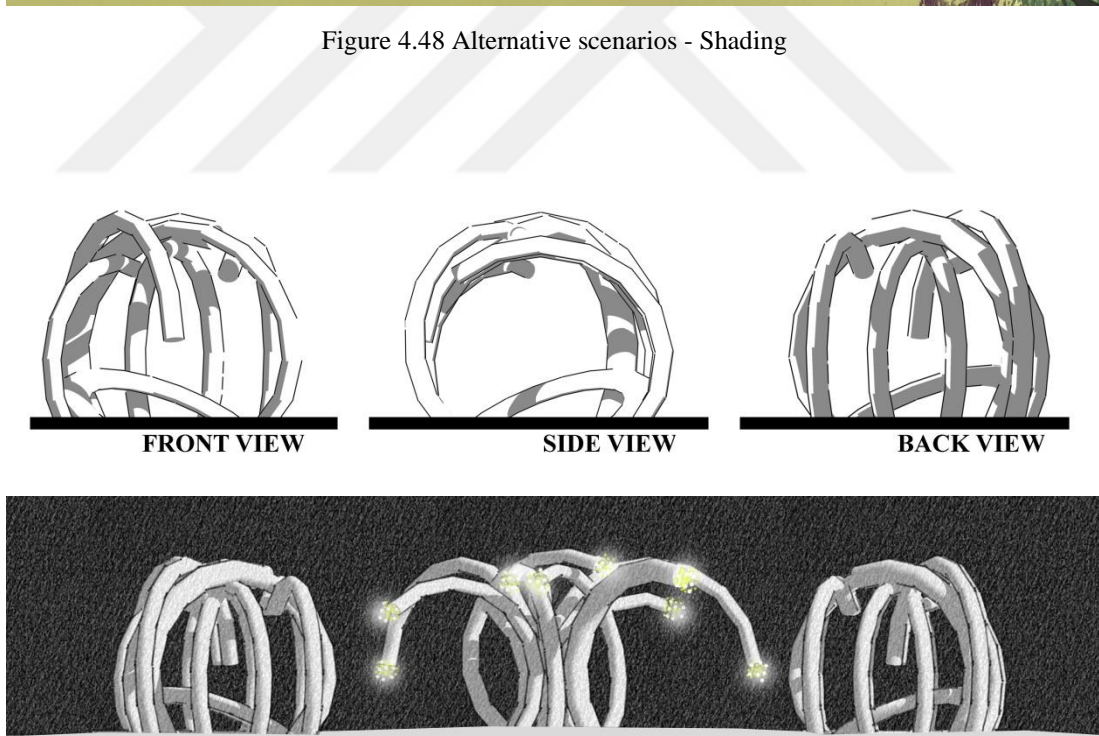 Figure 4.48 Alternative scenarios - Shading
FRONT VIEW
SIDE VIEW
BACK VIEW